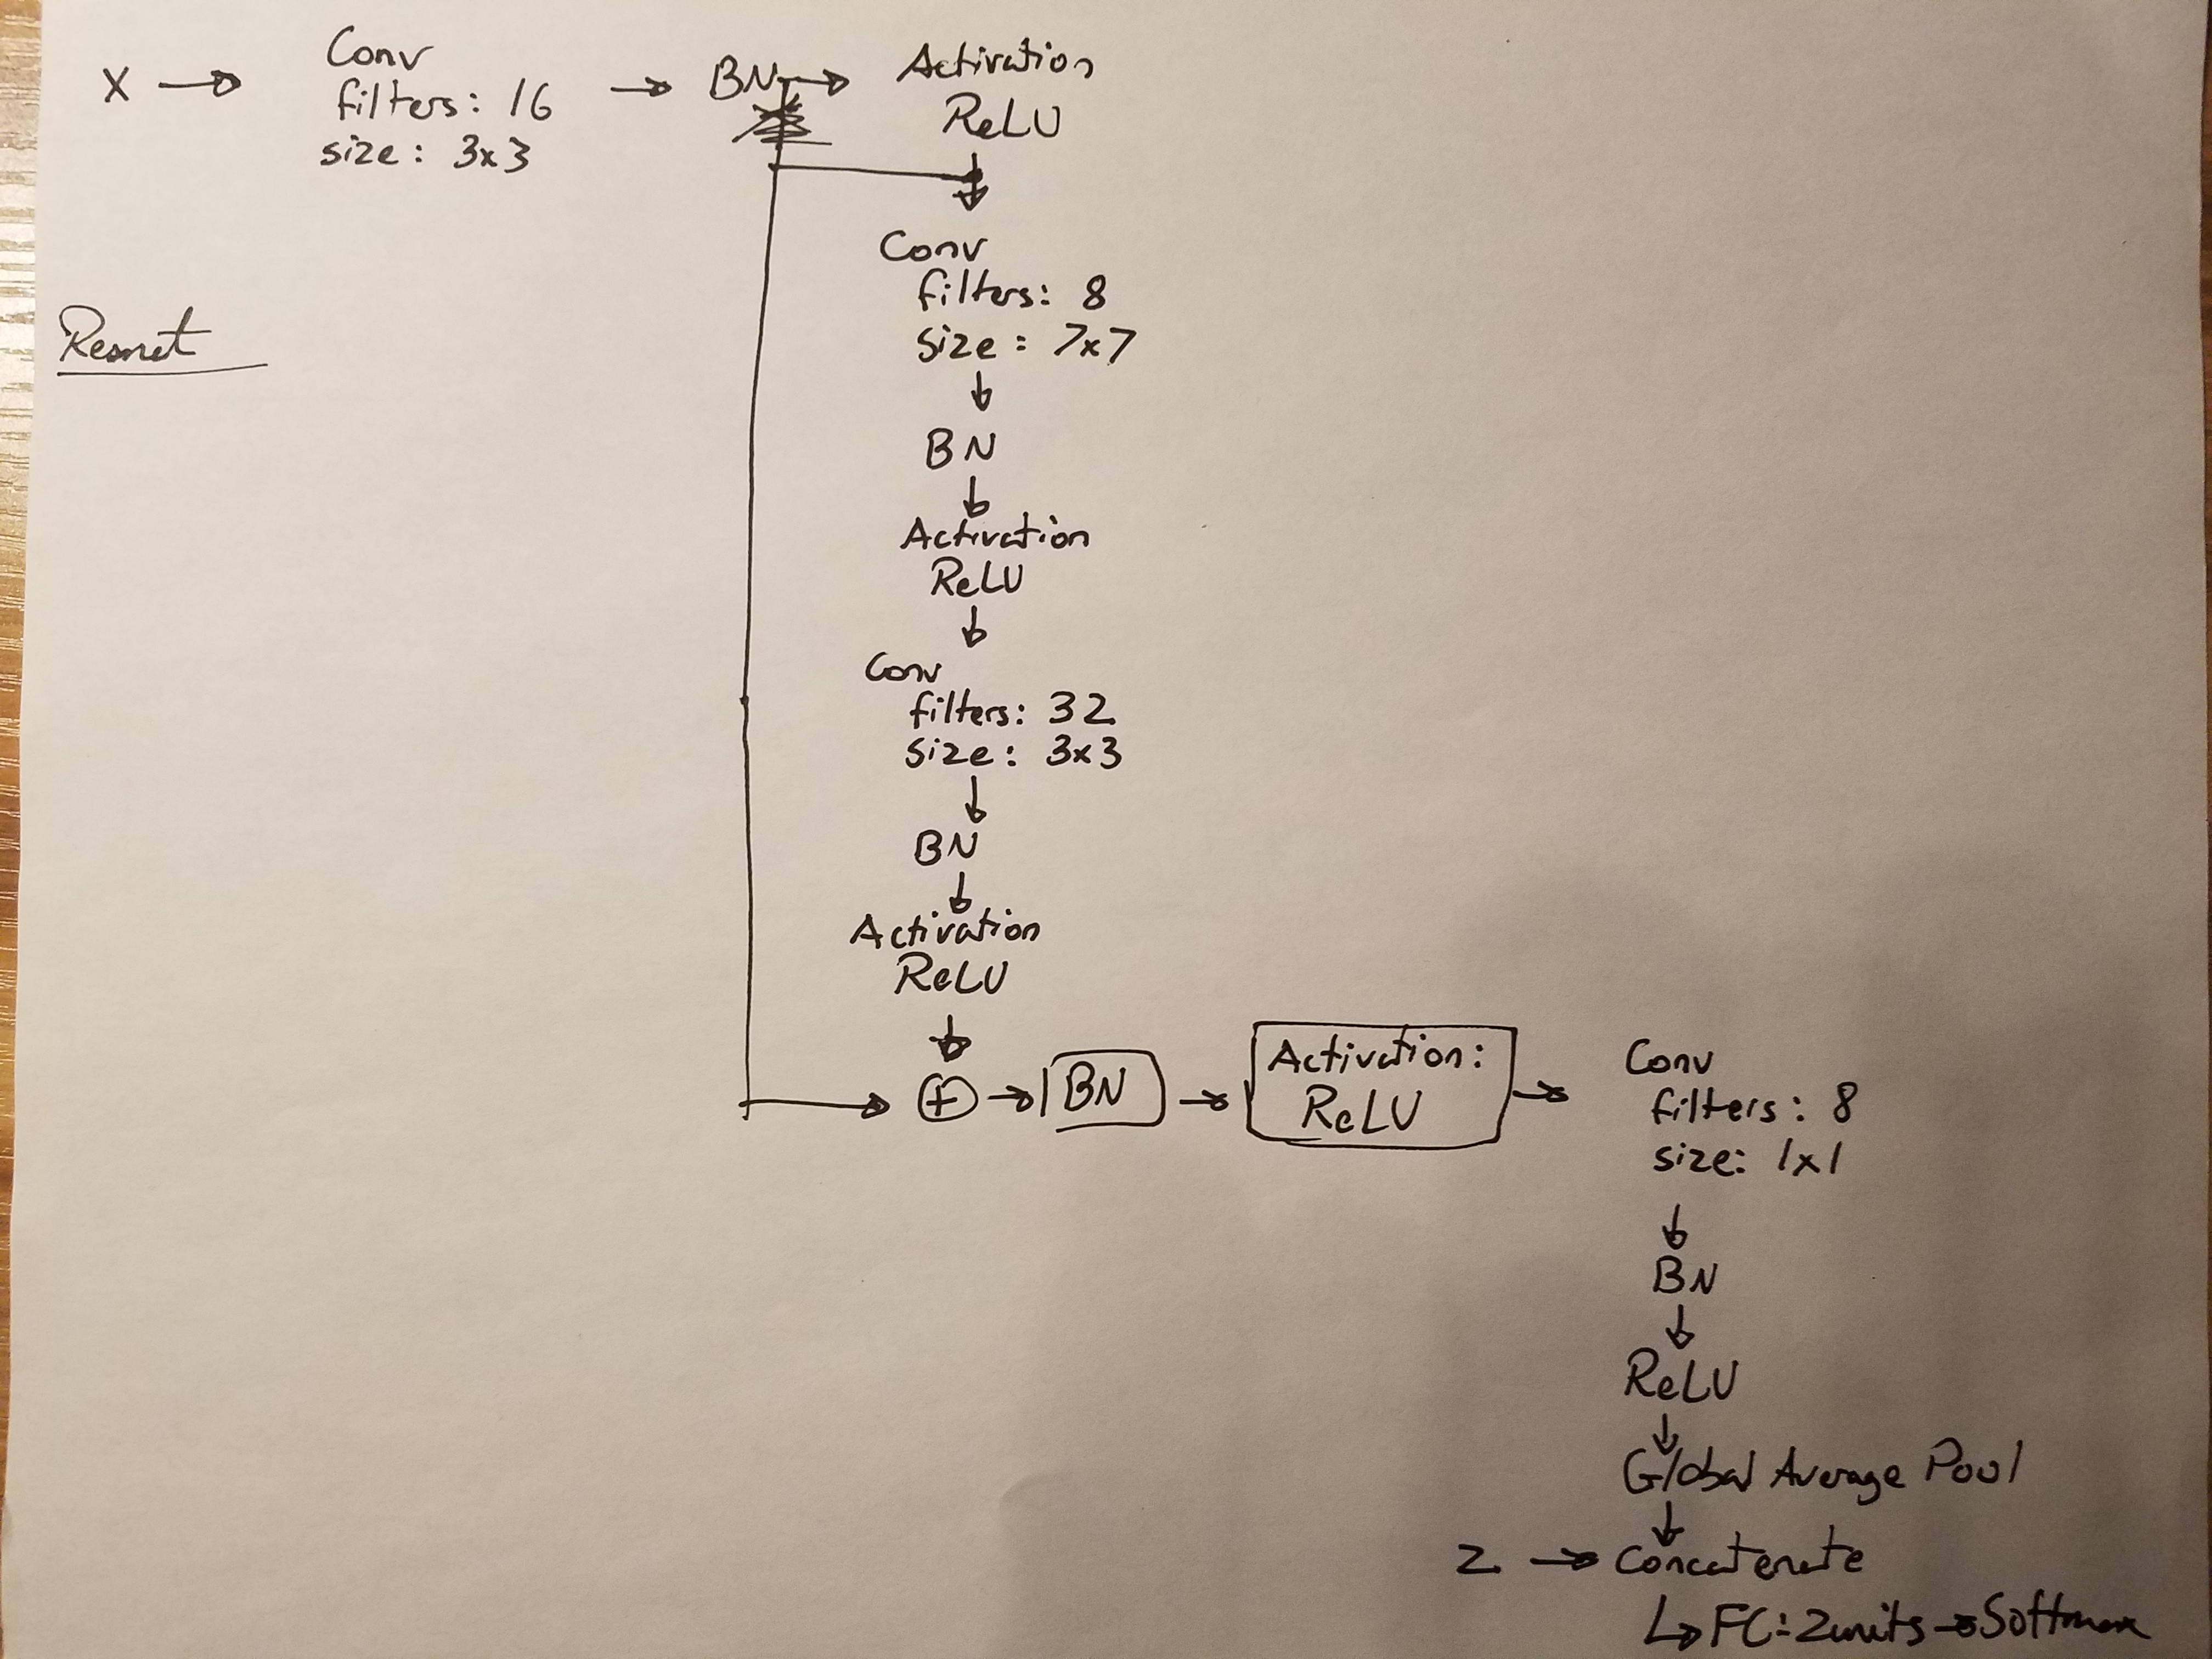 X → Conv
filters: 16
size: 3x3
→ BN →
Activation
ReLU
Resnet
Conv
filters: 8
size: 7x7
BN
Activation
ReLU
Conv
filters: 32
size: 3x3
BN
Activation
ReLU
⊕ → BN →
Activation:
ReLU →
Conv
filters: 8
size: 1x1
BN
ReLU
Global Average Pool
Z → Concatenate
↳ FC: 2 units → Softmax